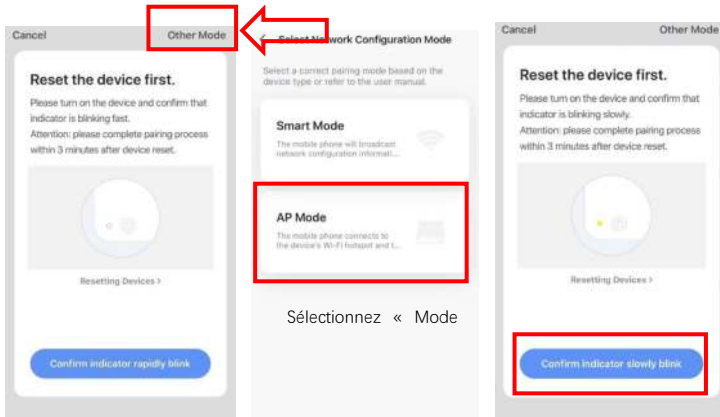 Cancel Other Mode
Reset the device first.
Please turn on the device and confirm that
indicator is blinking fast.
Attention: please complete pairing process
within 3 minutes after device reset.
Resetting Devices >
Confirm indicator rapidly blink
Select Network Configuration Mode
Select a correct pairing mode based on the
device type or refer to the user manual.
Smart Mode
The mobile phone will broadcast
network configuration informati...
AP Mode
The mobile phone connects to
the device's Wi-Fi hotspot and t...
Sélectionnez « Mode
Cancel Other Mode
Reset the device first.
Please turn on the device and confirm that
indicator is blinking slowly.
Attention: please complete pairing process
within 3 minutes after device reset.
Resetting Devices >
Confirm indicator slowly blink